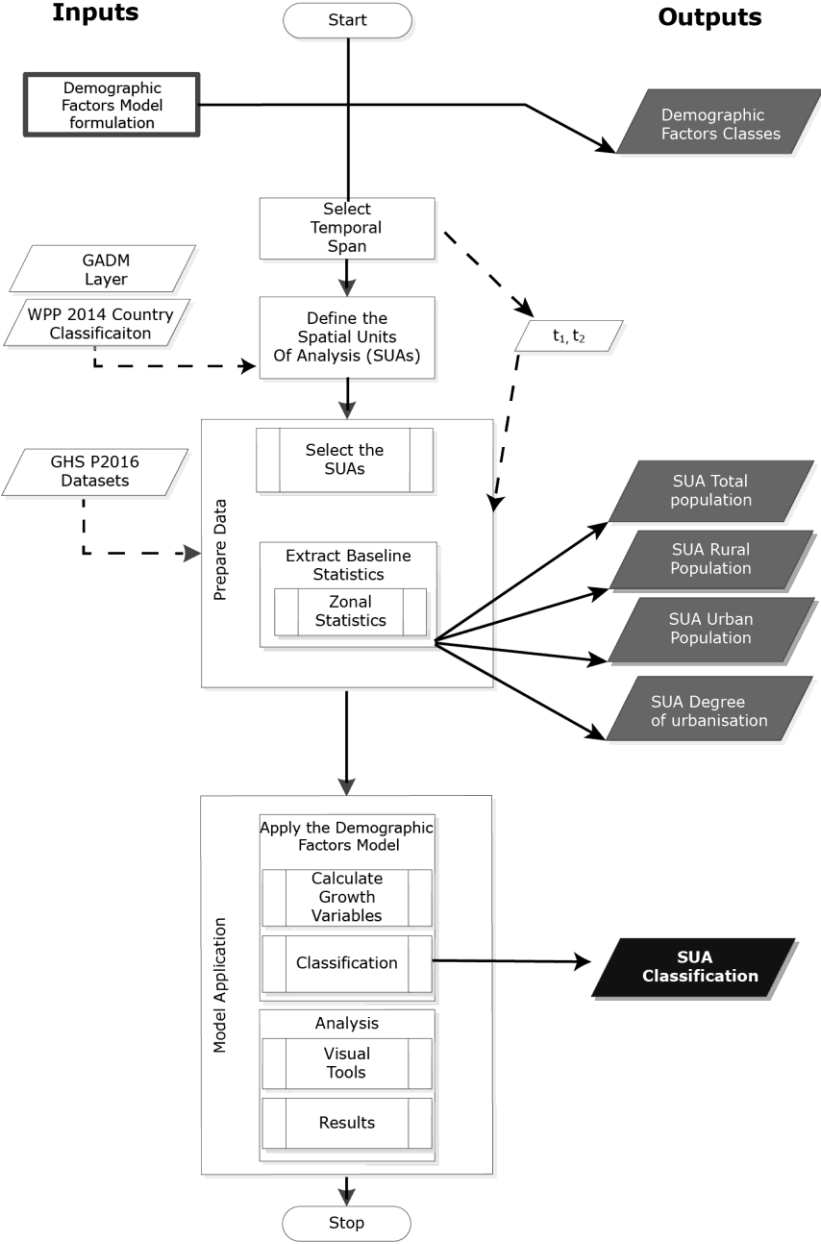 Inputs
Start
Outputs
Demographic
Factors Model
formulation
Demographic
Factors Classes
Select
Temporal
Span
GADM
Layer
WPP 2014 Country
Classificaiton
Define the
Spatial Units
Of Analysis (SUAs)
t₁, t₂
Prepare Data
Select the
SUAs
GHS P2016
Datasets
Extract Baseline
Statistics
Zonal
Statistics
SUA Total
population
SUA Rural
Population
SUA Urban
Population
SUA Degree
of urbanisation
Model Application
Apply the Demographic
Factors Model
Calculate
Growth
Variables
Classification
SUA
Classification
Analysis
Visual
Tools
Results
Stop